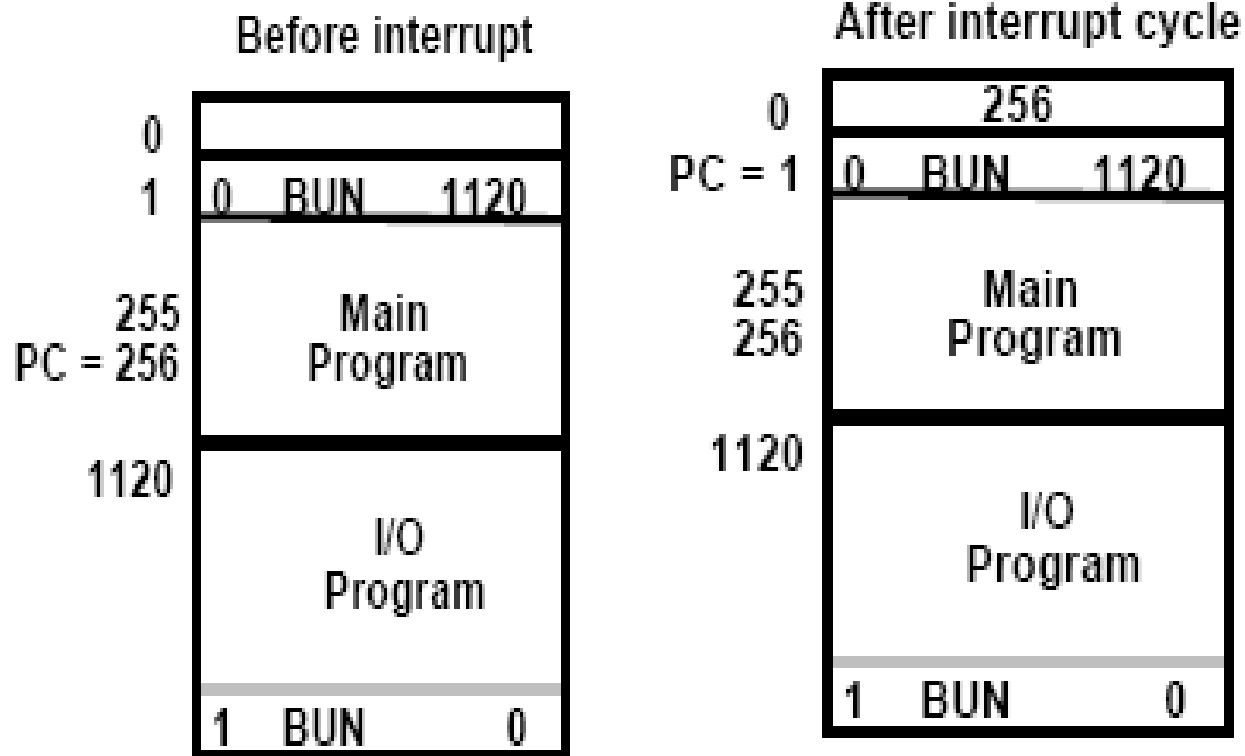 Before interrupt
0
1 0 BUN 1120
255 Main
PC = 256 Program
1120
I/O
Program
1 BUN 0
After interrupt cycle
0 256
PC = 1 0 BUN 1120
255 Main
256 Program
1120
I/O
Program
1 BUN 0